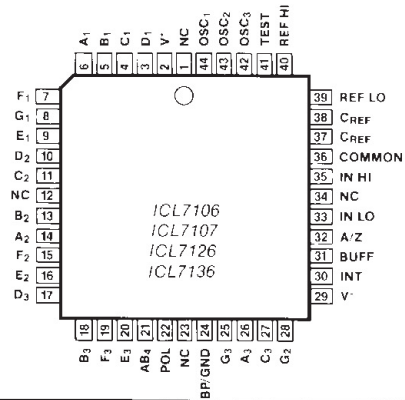 A1 B1 C1 D1 V- NC OSC1 OSC2 OSC3 TEST REF HI
6 5 4 3 2 1 44 43 42 41 40
F1 7
G1 8
E1 9
D2 10
C2 11
NC 12
B2 13
A2 14
F2 15
E2 16
D3 17
ICL7106
ICL7107
ICL7126
ICL7136
39 REF LO
38 CREF
37 CREF
36 COMMON
35 IN HI
34 NC
33 IN LO
32 A/Z
31 BUFF
30 INT
29 V-
18 19 20 21 22 23 24 25 26 27 28
B3 F3 E3 AB4 POL NC BP/GND G3 A3 C3 G2